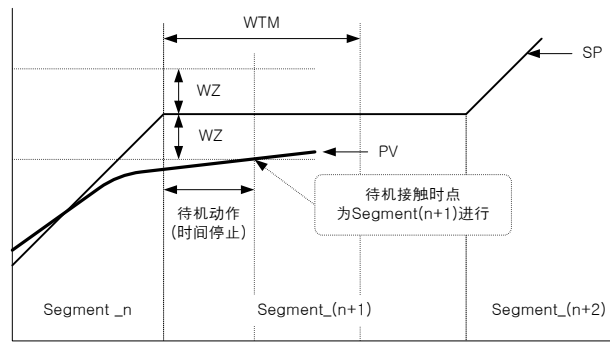 WTM
SP
WZ
WZ
PV
待机动作
(时间停止)
待机接触时点
为Segment(n+1)进行
Segment _n
Segment_(n+1)
Segment_(n+2)